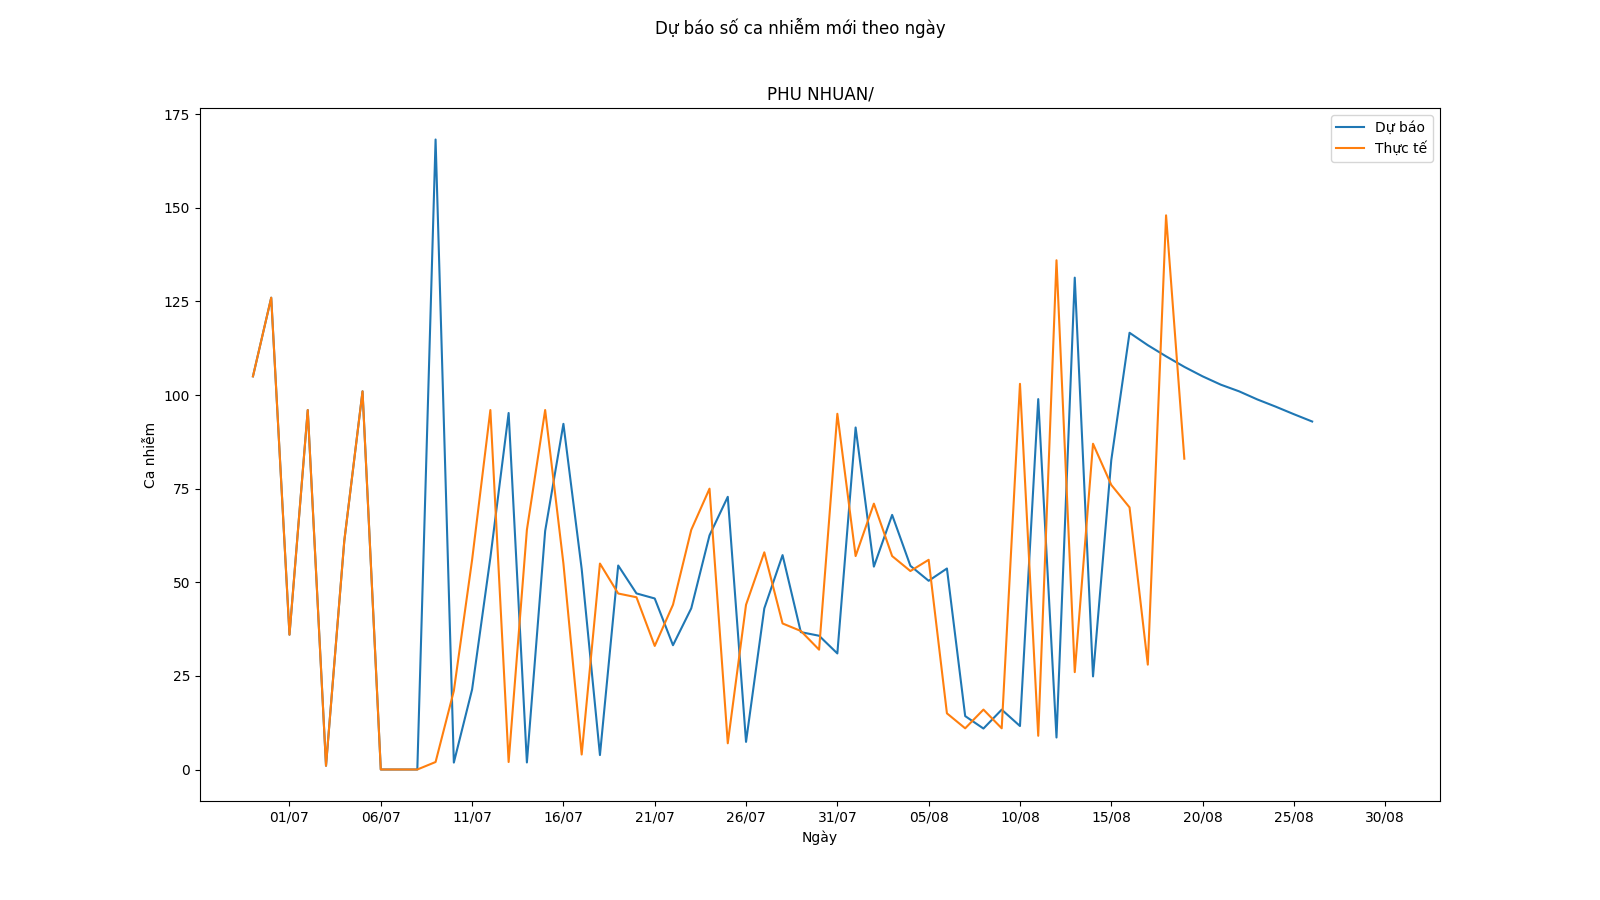 Dự báo số ca nhiễm mới theo ngày
PHU NHUAN/
Dự báo
Thực tế
175
150
125
100
75
50
25
0
Ca nhiễm
01/07 06/07 11/07 16/07 21/07 26/07 31/07 05/08 10/08 15/08 20/08 25/08 30/08
Ngày